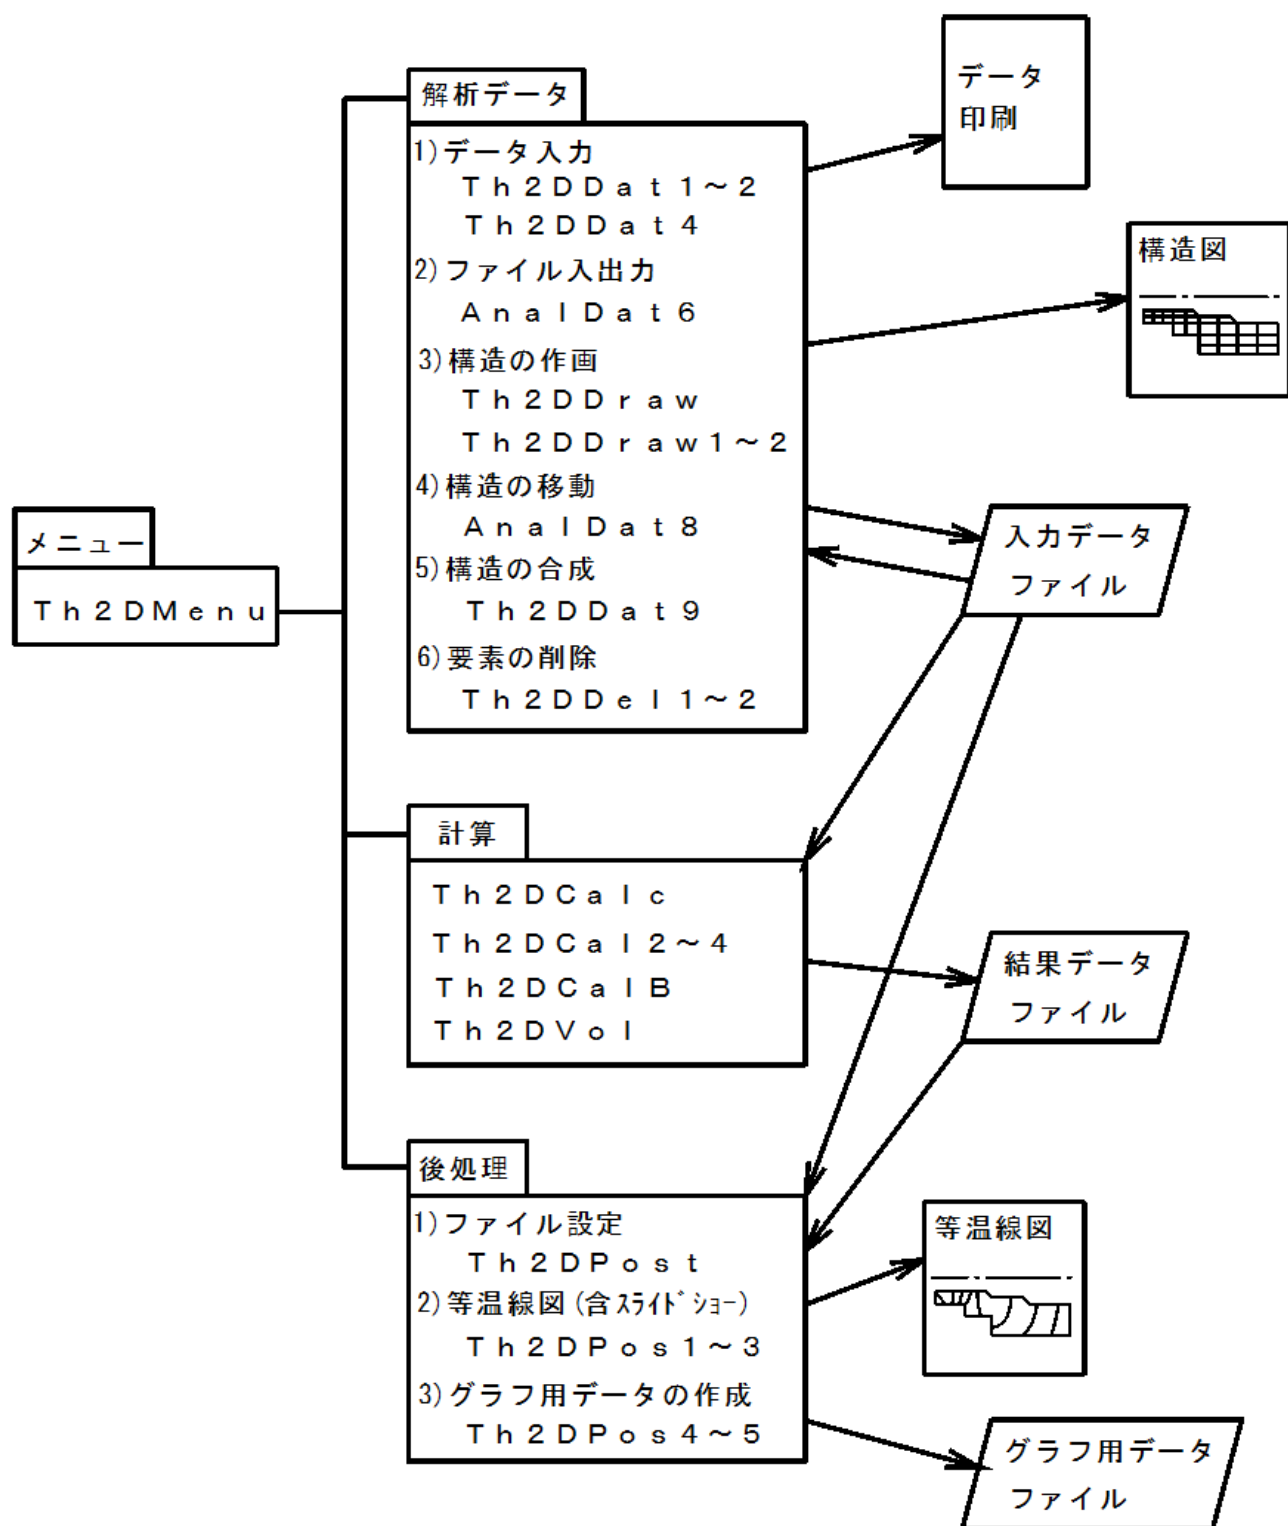 メニュー
Th2DMenu
解析データ
1)データ入力
Th2DDat1～2
Th2DDat4
2)ファイル入出力
AnalDat6
3)構造の作画
Th2DDraw
Th2DDraw1～2
4)構造の移動
AnalDat8
5)構造の合成
Th2DDat9
6)要素の削除
Th2DDel1～2
計算
Th2DCalc
Th2DCal2～4
Th2DCalB
Th2DVol
後処理
1)ファイル設定
Th2DPost
2)等温線図(含ｽﾗｲﾄﾞｼｮｰ)
Th2DPos1～3
3)グラフ用データの作成
Th2DPos4～5
データ
印刷
構造図
入力データ
ファイル
結果データ
ファイル
等温線図
グラフ用データ
ファイル